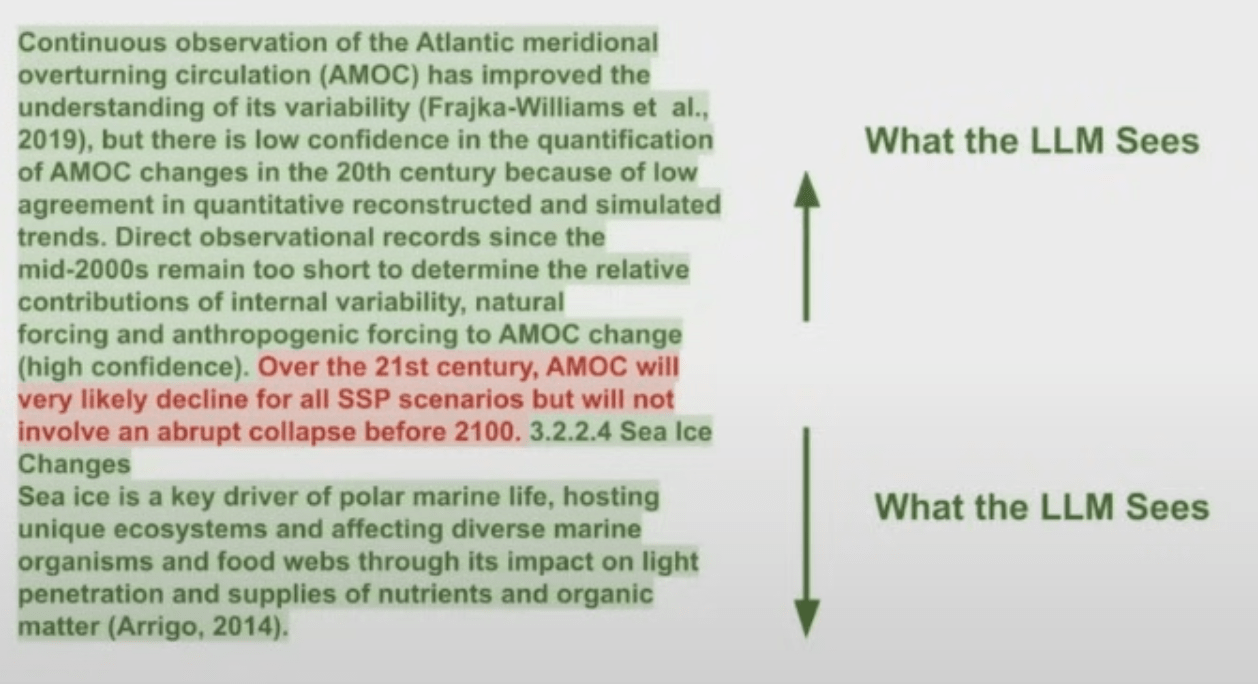 Continuous observation of the Atlantic meridional
overturning circulation (AMOC) has improved the
understanding of its variability (Frajka-Williams et al.,
2019), but there is low confidence in the quantification
of AMOC changes in the 20th century because of low
agreement in quantitative reconstructed and simulated
trends. Direct observational records since the
mid-2000s remain too short to determine the relative
contributions of internal variability, natural
forcing and anthropogenic forcing to AMOC change
(high confidence). Over the 21st century, AMOC will
very likely decline for all SSP scenarios but will not
involve an abrupt collapse before 2100. 3.2.2.4 Sea Ice
Changes
Sea ice is a key driver of polar marine life, hosting
unique ecosystems and affecting diverse marine
organisms and food webs through its impact on light
penetration and supplies of nutrients and organic
matter (Arrigo, 2014).
What the LLM Sees
What the LLM Sees